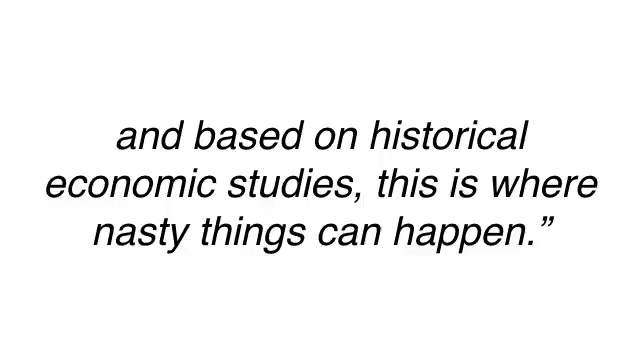 and based on historical
economic studies, this is where
nasty things can happen.”